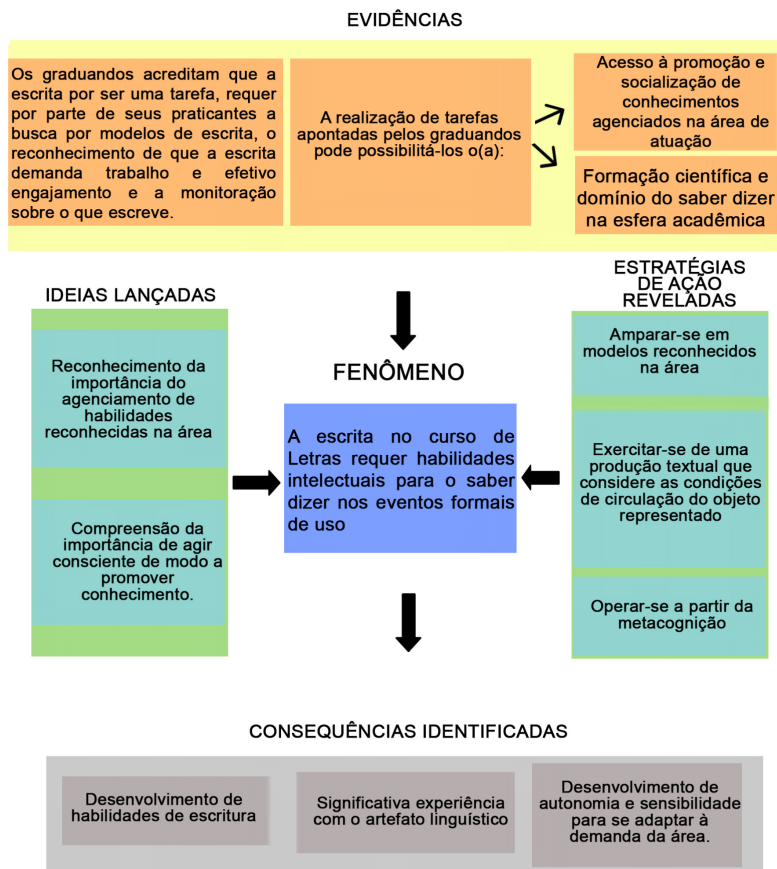 EVIDÊNCIAS
Os graduandos acreditam que a
escrita por ser uma tarefa, requer
por parte de seus praticantes a
busca por modelos de escrita, o
reconhecimento de que a escrita
demanda trabalho e efetivo
engajamento e a monitoração
sobre o que escreve.
A realização de tarefas
apontadas pelos graduandos
pode possibilitá-los o(a):
Acesso à promoção e
socialização de
conhecimentos
agenciados na área de
atuação
Formação científica e
domínio do saber dizer
na esfera acadêmica
IDEIAS LANÇADAS
Reconhecimento da
importância do
agenciamento de
habilidades
reconhecidas na área
Compreensão da
importância de agir
consciente de modo a
promover
conhecimento.
FENÔMENO
A escrita no curso de
Letras requer habilidades
intelectuais para o saber
dizer nos eventos formais
de uso
ESTRATÉGIAS
DE AÇÃO
REVELADAS
Amparar-se em
modelos reconhecidos
na área
Exercitar-se de uma
produção textual que
considere as condições
de circulação do objeto
representado
Operar-se a partir da
metacognição
CONSEQUÊNCIAS IDENTIFICADAS
Desenvolvimento de
habilidades de escritura
Significativa experiência
com o artefato linguístico
Desenvolvimento de
autonomia e sensibilidade
para se adaptar à
demanda da área.